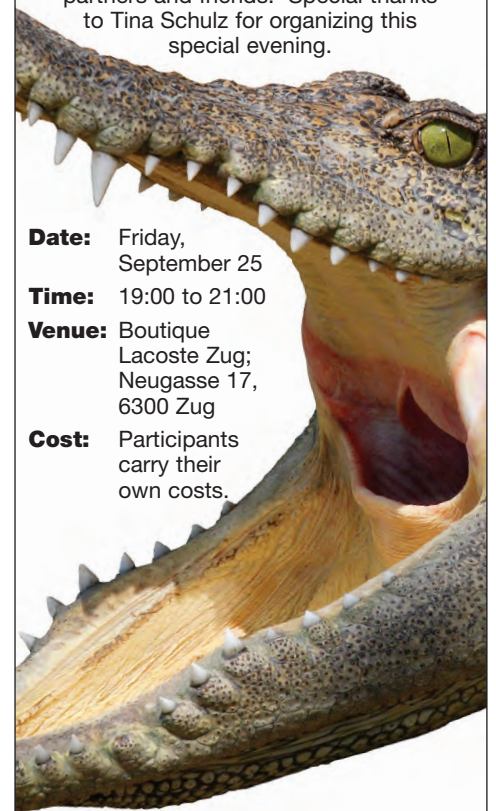 partners and friends. Special thanks
to Tina Schulz for organizing this
special evening.
Date: Friday,
September 25
Time: 19:00 to 21:00
Venue: Boutique
Lacoste Zug;
Neugasse 17,
6300 Zug
Cost: Participants
carry their
own costs.